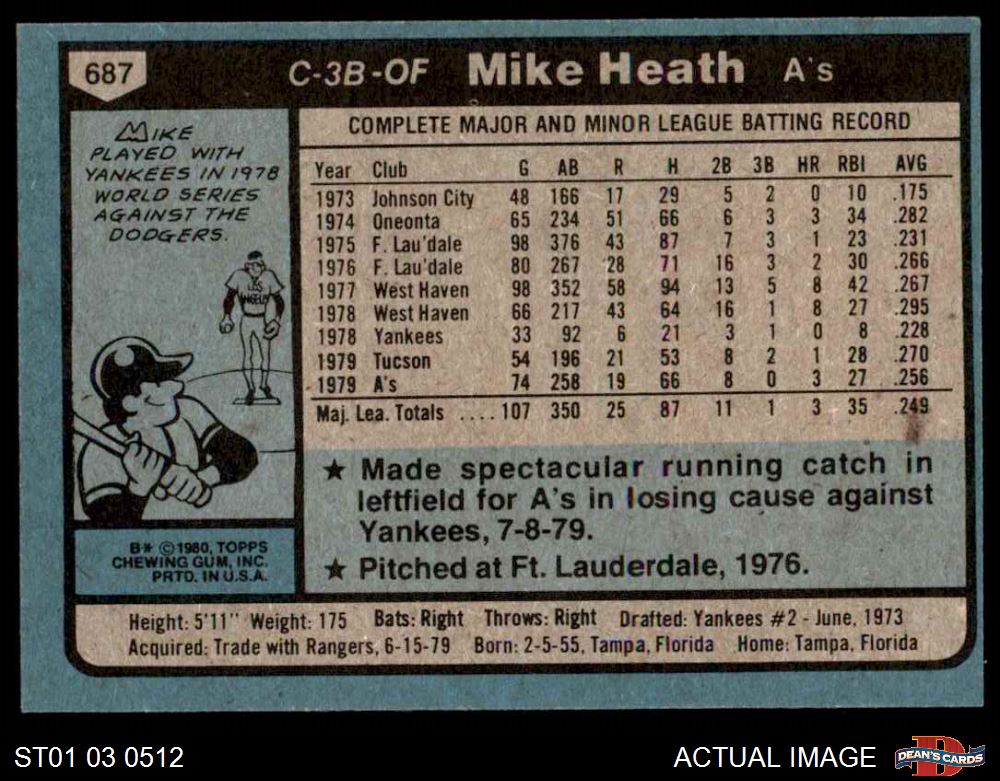 687
C-3B-OF Mike Heath A's
MIKE
PLAYED WITH
YANKEES IN 1978
WORLD SERIES
AGAINST THE
DODGERS.
LOS
ANGELES
B* ©1980, TOPPS
CHEWING GUM, INC.
PRTD. IN U.S.A.
COMPLETE MAJOR AND MINOR LEAGUE BATTING RECORD
Year Club G AB R H 2B 3B HR RBI AVG
1973 Johnson City 48 166 17 29 5 2 0 10 .175
1974 Oneonta 65 234 51 66 6 3 3 34 .282
1975 F. Lau'dale 98 376 43 87 7 3 1 23 .231
1976 F. Lau'dale 80 267 28 71 16 3 2 30 .266
1977 West Haven 98 352 58 94 13 5 8 42 .267
1978 West Haven 66 217 43 64 16 1 8 27 .295
1978 Yankees 33 92 6 21 3 1 0 8 .228
1979 Tucson 54 196 21 53 8 2 1 28 .270
1979 A's 74 258 19 66 8 0 3 27 .256
Maj. Lea. Totals .... 107 350 25 87 11 1 3 35 .249
★ Made spectacular running catch in
leftfield for A's in losing cause against
Yankees, 7-8-79.
★ Pitched at Ft. Lauderdale, 1976.
Height: 5'11" Weight: 175 Bats: Right Throws: Right Drafted: Yankees #2 - June, 1973
Acquired: Trade with Rangers, 6-15-79 Born: 2-5-55, Tampa, Florida Home: Tampa, Florida
ST01 03 0512
ACTUAL IMAGE
D
DEAN'S CARDS